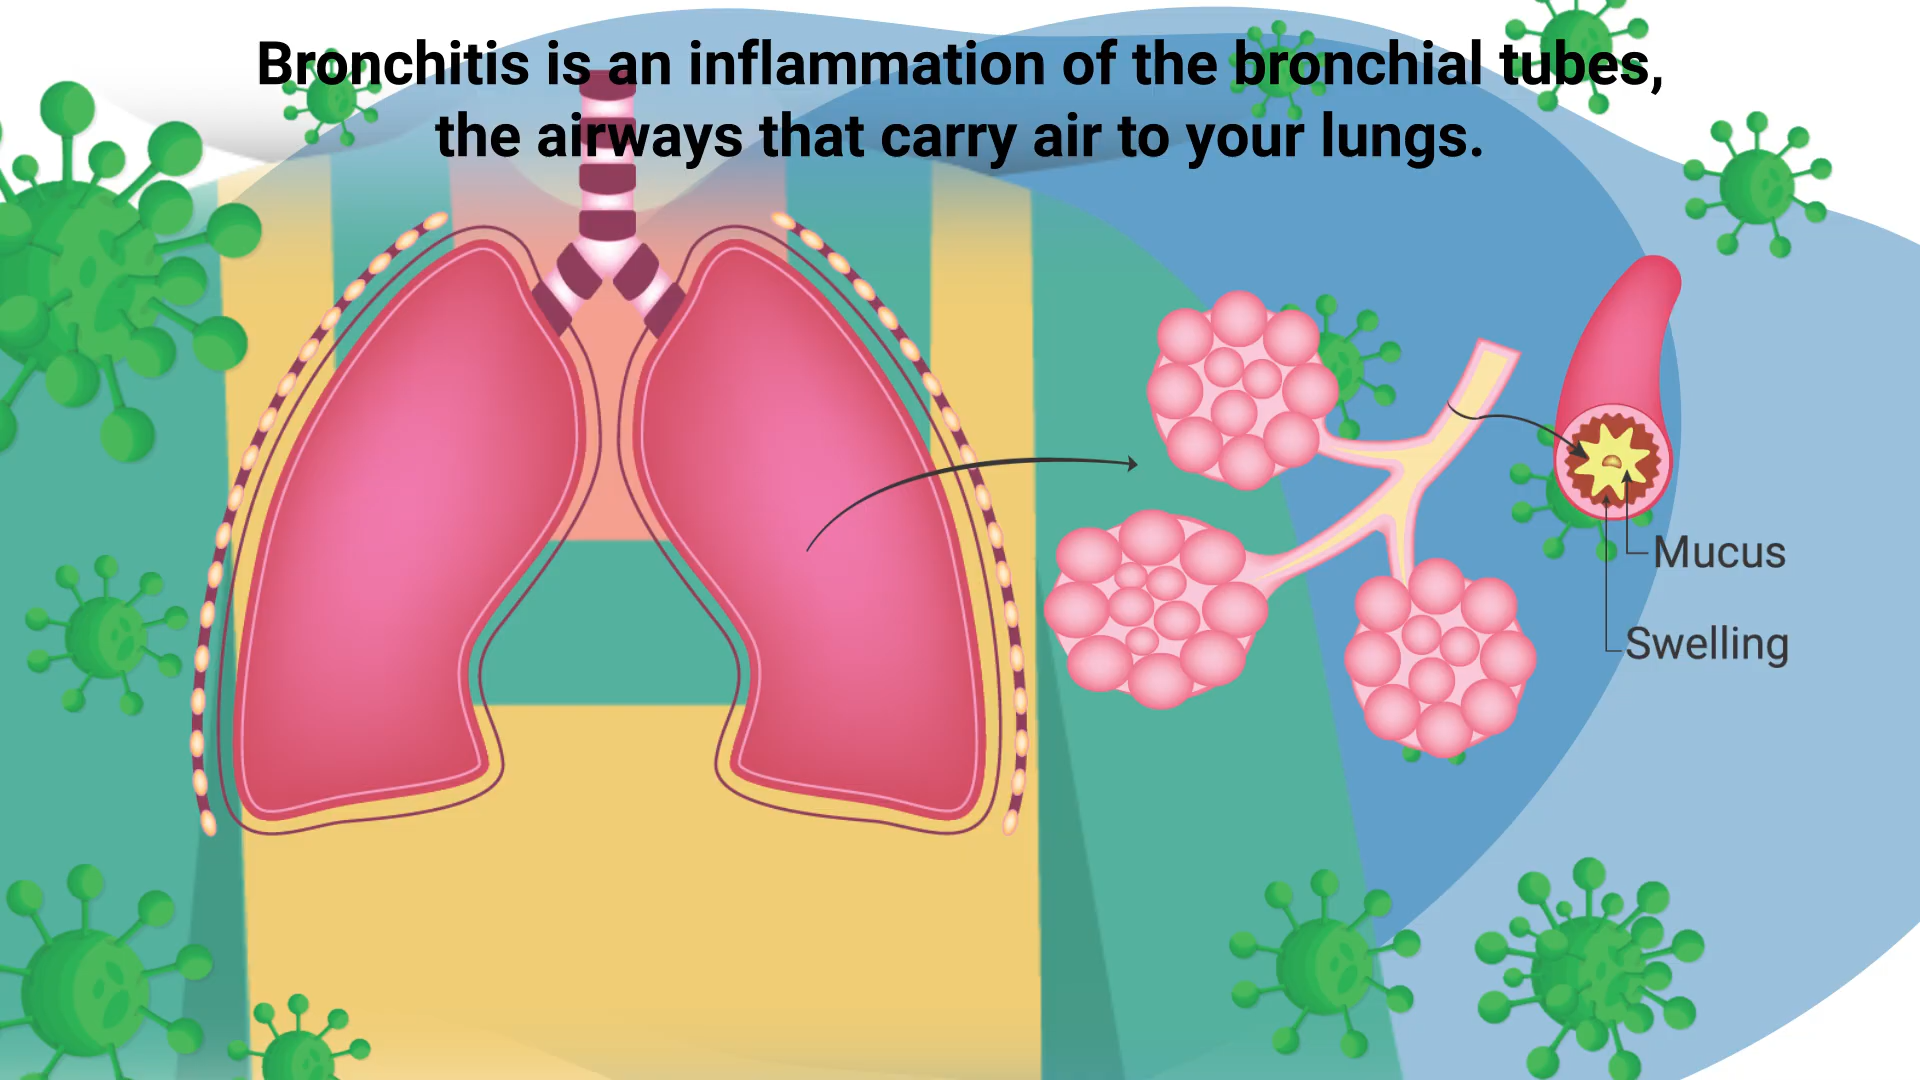 Bronchitis is an inflammation of the bronchial tubes,
the airways that carry air to your lungs.
Mucus
Swelling